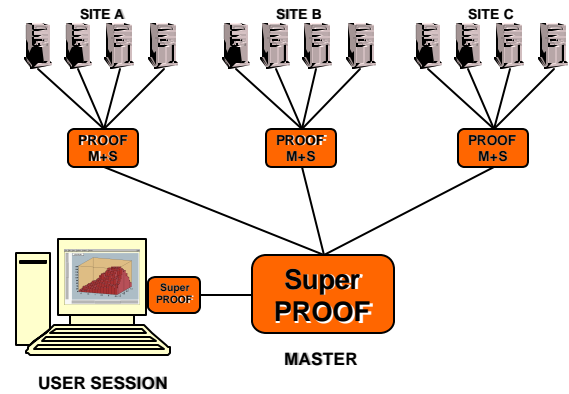 SITE A
SITE B
SITE C
PROOF
M+S
PROOF
M+S
PROOF
M+S
Super
PROOF
Super
PROOF
MASTER
USER SESSION